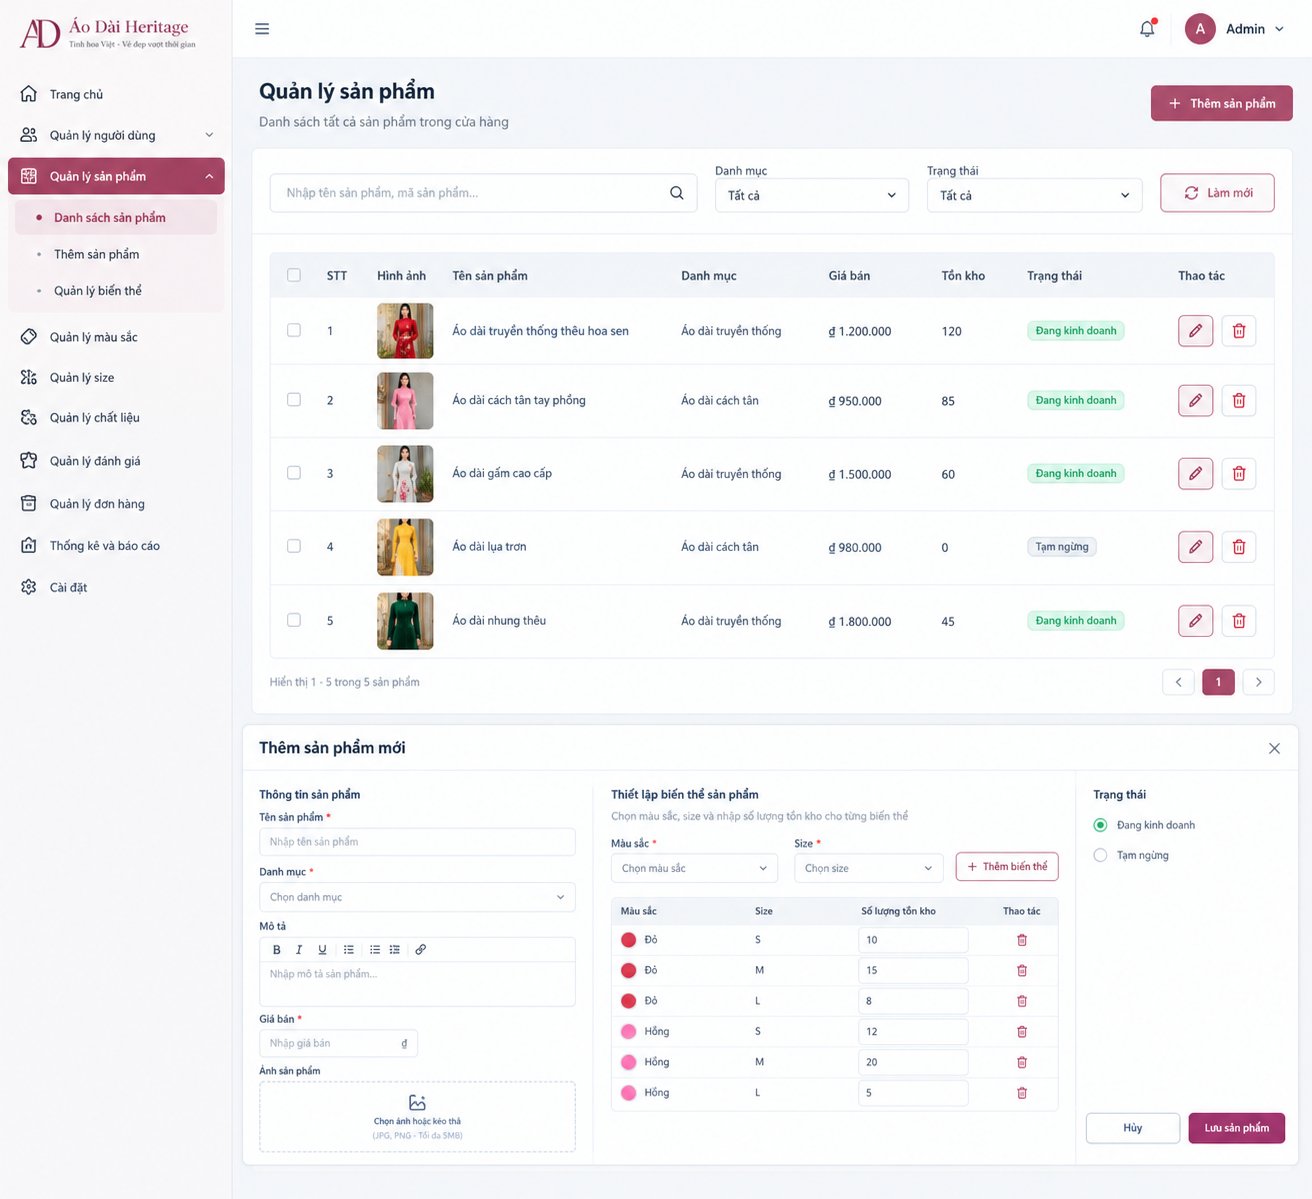 AD Áo Dài Heritage
Tinh hoa Việt - Vẻ đẹp vượt thời gian
A Admin
Trang chủ
Quản lý người dùng
Quản lý sản phẩm
Danh sách sản phẩm
Thêm sản phẩm
Quản lý biến thể
Quản lý màu sắc
Quản lý size
Quản lý chất liệu
Quản lý đánh giá
Quản lý đơn hàng
Thống kê và báo cáo
Cài đặt
Quản lý sản phẩm
Danh sách tất cả sản phẩm trong cửa hàng
+ Thêm sản phẩm
Nhập tên sản phẩm, mã sản phẩm...
Danh mục
Tất cả
Trạng thái
Tất cả
Làm mới
STT Hình ảnh Tên sản phẩm Danh mục Giá bán Tồn kho Trạng thái Thao tác
1 Áo dài truyền thống thêu hoa sen Áo dài truyền thống ₫ 1.200.000 120 Đang kinh doanh
2 Áo dài cách tân tay phồng Áo dài cách tân ₫ 950.000 85 Đang kinh doanh
3 Áo dài gấm cao cấp Áo dài truyền thống ₫ 1.500.000 60 Đang kinh doanh
4 Áo dài lụa trơn Áo dài cách tân ₫ 980.000 0 Tạm ngừng
5 Áo dài nhung thêu Áo dài truyền thống ₫ 1.800.000 45 Đang kinh doanh
Hiển thị 1 - 5 trong 5 sản phẩm
1
Thêm sản phẩm mới
Thông tin sản phẩm
Tên sản phẩm *
Nhập tên sản phẩm
Danh mục *
Chọn danh mục
Mô tả
B I U
Nhập mô tả sản phẩm...
Giá bán *
Nhập giá bán ₫
Ảnh sản phẩm
Chọn ảnh hoặc kéo thả
(JPG, PNG - Tối đa 5MB)
Thiết lập biến thể sản phẩm
Chọn màu sắc, size và nhập số lượng tồn kho cho từng biến thể
Màu sắc *
Chọn màu sắc
Size *
Chọn size
+ Thêm biến thể
Màu sắc Size Số lượng tồn kho Thao tác
Đỏ S 10
Đỏ M 15
Đỏ L 8
Hồng S 12
Hồng M 20
Hồng L 5
Trạng thái
Đang kinh doanh
Tạm ngừng
Hủy
Lưu sản phẩm